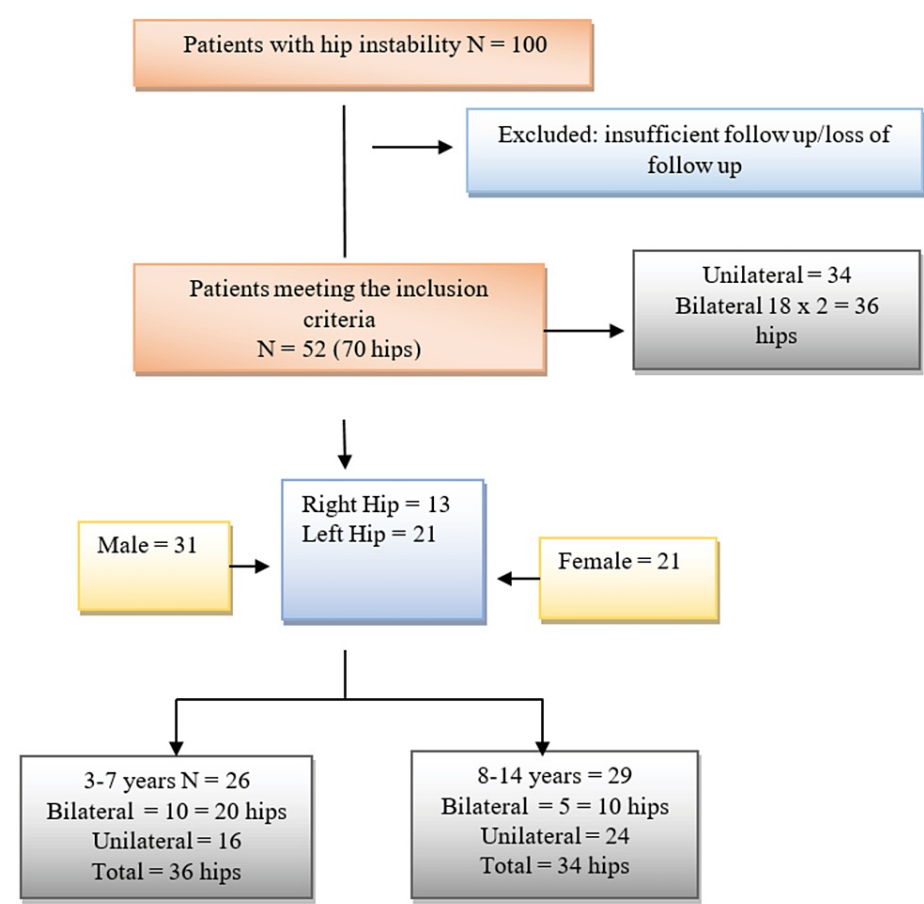 Patients with hip instability N = 100
Excluded: insufficient follow up/loss of
follow up
Patients meeting the inclusion
criteria
N = 52 (70 hips)
Unilateral = 34
Bilateral 18 x 2 = 36
hips
Right Hip = 13
Left Hip = 21
Male = 31
Female = 21
3-7 years N = 26
Bilateral = 10 = 20 hips
Unilateral = 16
Total = 36 hips
8-14 years = 29
Bilateral = 5 = 10 hips
Unilateral = 24
Total = 34 hips